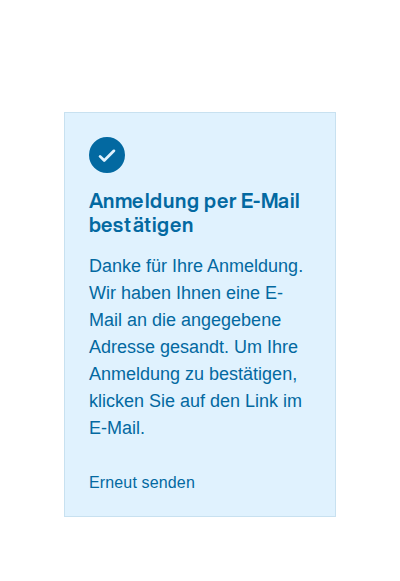 Anmeldung per E-Mail
bestätigen
Danke für Ihre Anmeldung.
Wir haben Ihnen eine E-
Mail an die angegebene
Adresse gesandt. Um Ihre
Anmeldung zu bestätigen,
klicken Sie auf den Link im
E-Mail.
Erneut senden